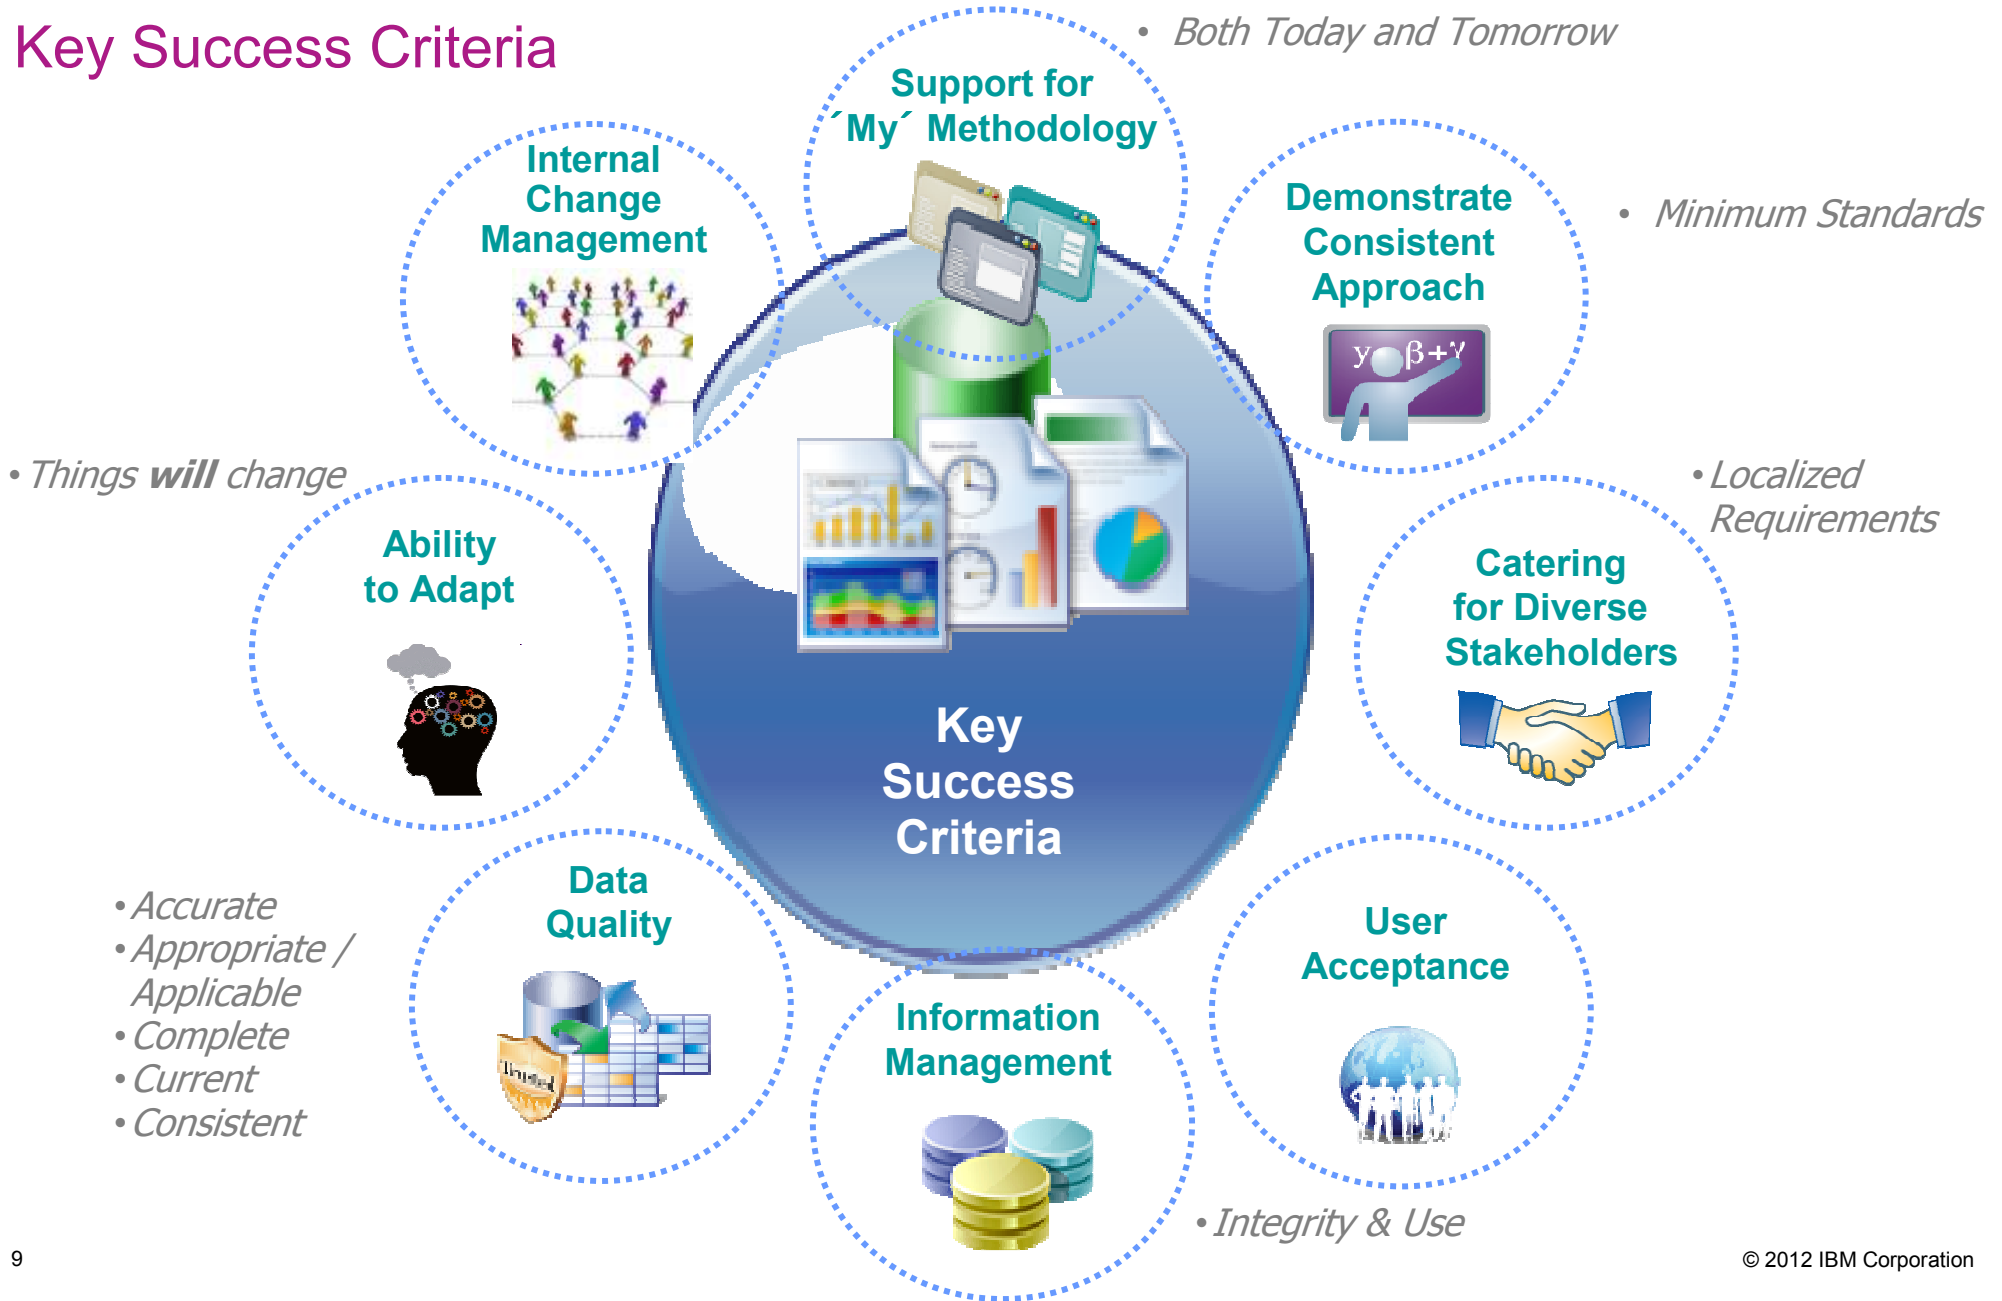 Key Success Criteria
• Both Today and Tomorrow
Support for
´My´ Methodology
Internal
Change
Management
Demonstrate
Consistent
Approach
• Minimum Standards
y β+γ
• Things will change
Ability
to Adapt
• Localized
Requirements
Catering
for Diverse
Stakeholders
Key
Success
Criteria
Data
Quality
• Accurate
• Appropriate /
Applicable
• Complete
• Current
• Consistent
Trusted
User
Acceptance
Information
Management
• Integrity & Use
9
© 2012 IBM Corporation